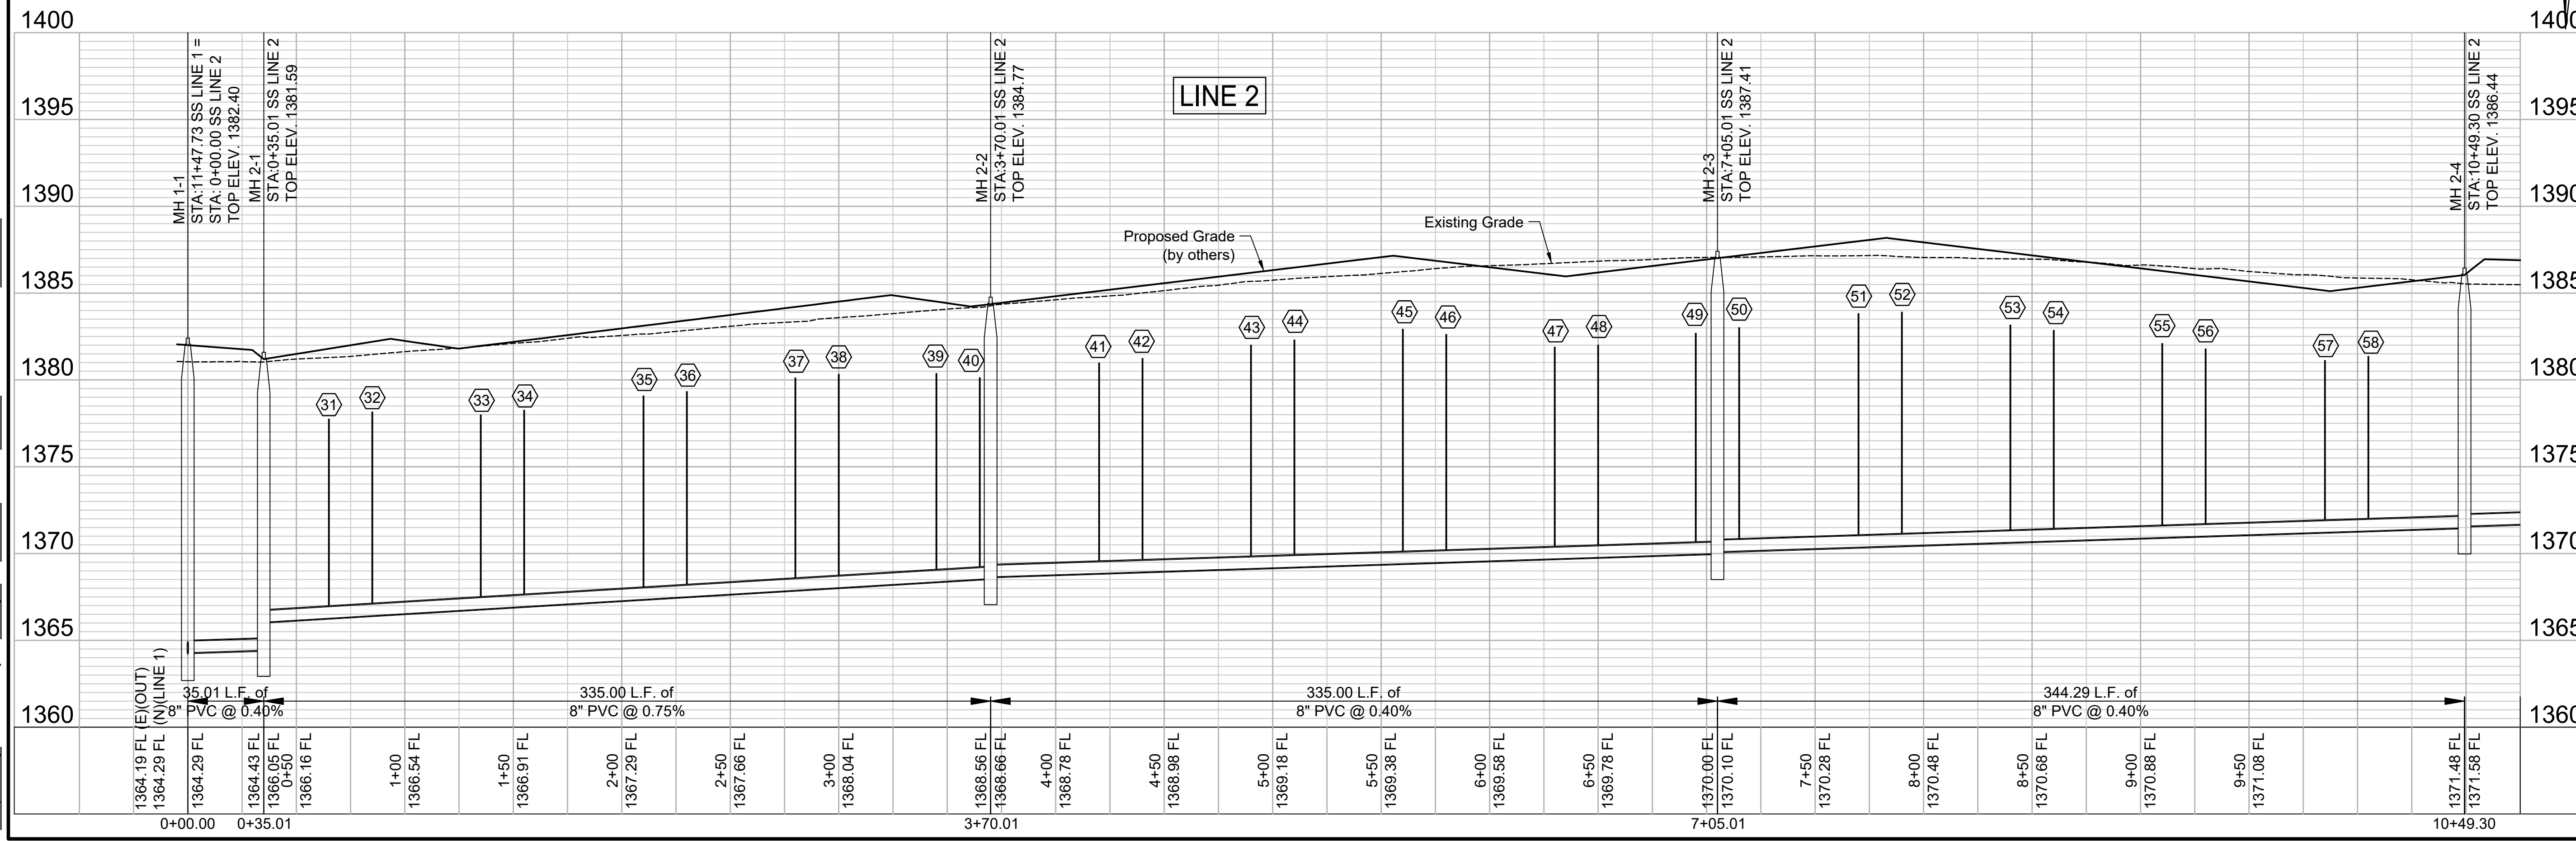 1400
1395
1390
1385
1380
1375
1370
1365
1360
1400
1395
1390
1385
1380
1375
1370
1365
1360
LINE 2
MH 1-1
STA:11+47.73 SS LINE 1 =
STA: 0+00.00 SS LINE 2
TOP ELEV. 1382.40
MH 2-1
STA:0+35.01 SS LINE 2
TOP ELEV. 1381.59
MH 2-2
STA:3+70.01 SS LINE 2
TOP ELEV. 1384.77
MH 2-3
STA:7+05.01 SS LINE 2
TOP ELEV. 1387.41
MH 2-4
STA:10+49.30 SS LINE 2
TOP ELEV. 1386.44
Proposed Grade
(by others)
Existing Grade
31
32
33
34
35
36
37
38
39
40
41
42
43
44
45
46
47
48
49
50
51
52
53
54
55
56
57
58
35.01 L.F. of
8" PVC @ 0.40%
335.00 L.F. of
8" PVC @ 0.75%
335.00 L.F. of
8" PVC @ 0.40%
344.29 L.F. of
8" PVC @ 0.40%
1364.19 FL (E)(OUT)
1364.29 FL (N)(LINE 1)
1364.29 FL
1364.43 FL
1366.05 FL
0+50
1366.16 FL
1+00
1366.54 FL
1+50
1366.91 FL
2+00
1367.29 FL
2+50
1367.66 FL
3+00
1368.04 FL
1368.56 FL
1368.66 FL
4+00
1368.78 FL
4+50
1368.98 FL
5+00
1369.18 FL
5+50
1369.38 FL
6+00
1369.58 FL
6+50
1369.78 FL
1370.00 FL
1370.10 FL
7+50
1370.28 FL
8+00
1370.48 FL
8+50
1370.68 FL
9+00
1370.88 FL
9+50
1371.08 FL
1371.48 FL
1371.58 FL
0+00.00
0+35.01
3+70.01
7+05.01
10+49.30